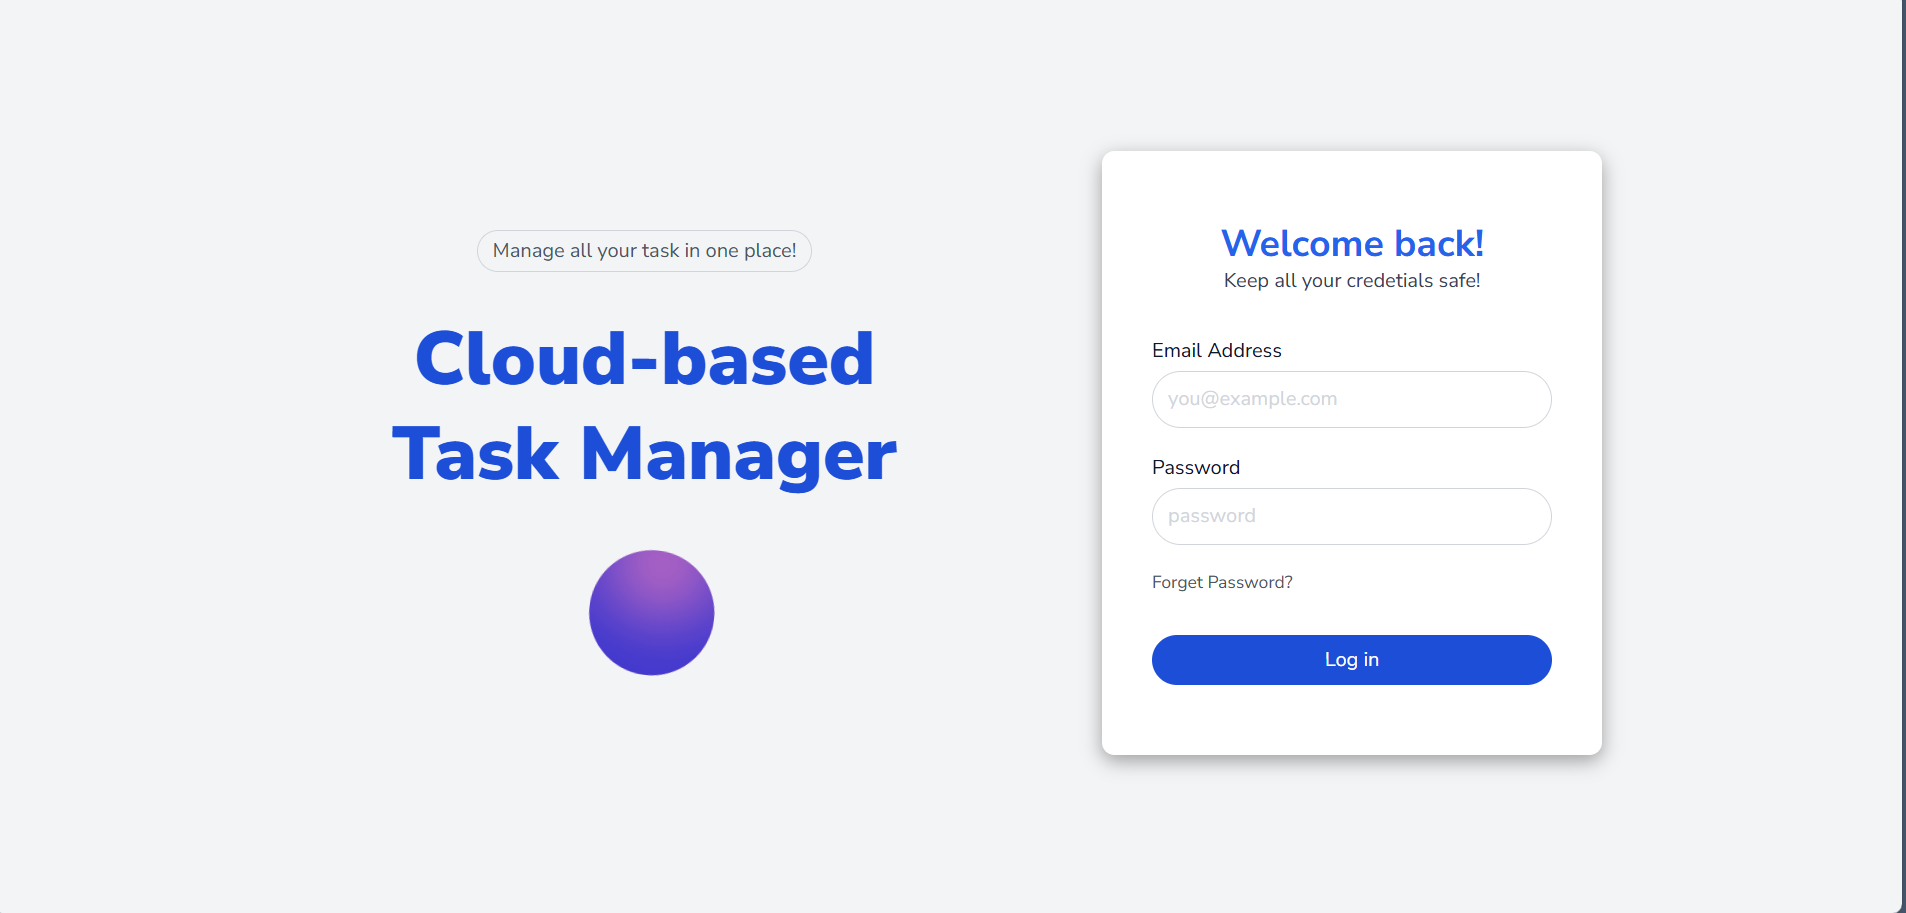 Manage all your task in one place!
Cloud-based
Task Manager
Welcome back!
Keep all your credetials safe!
Email Address
you@example.com
Password
password
Forget Password?
Log in